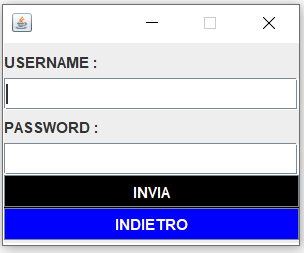 USERNAME :
PASSWORD :
INVIA
INDIETRO